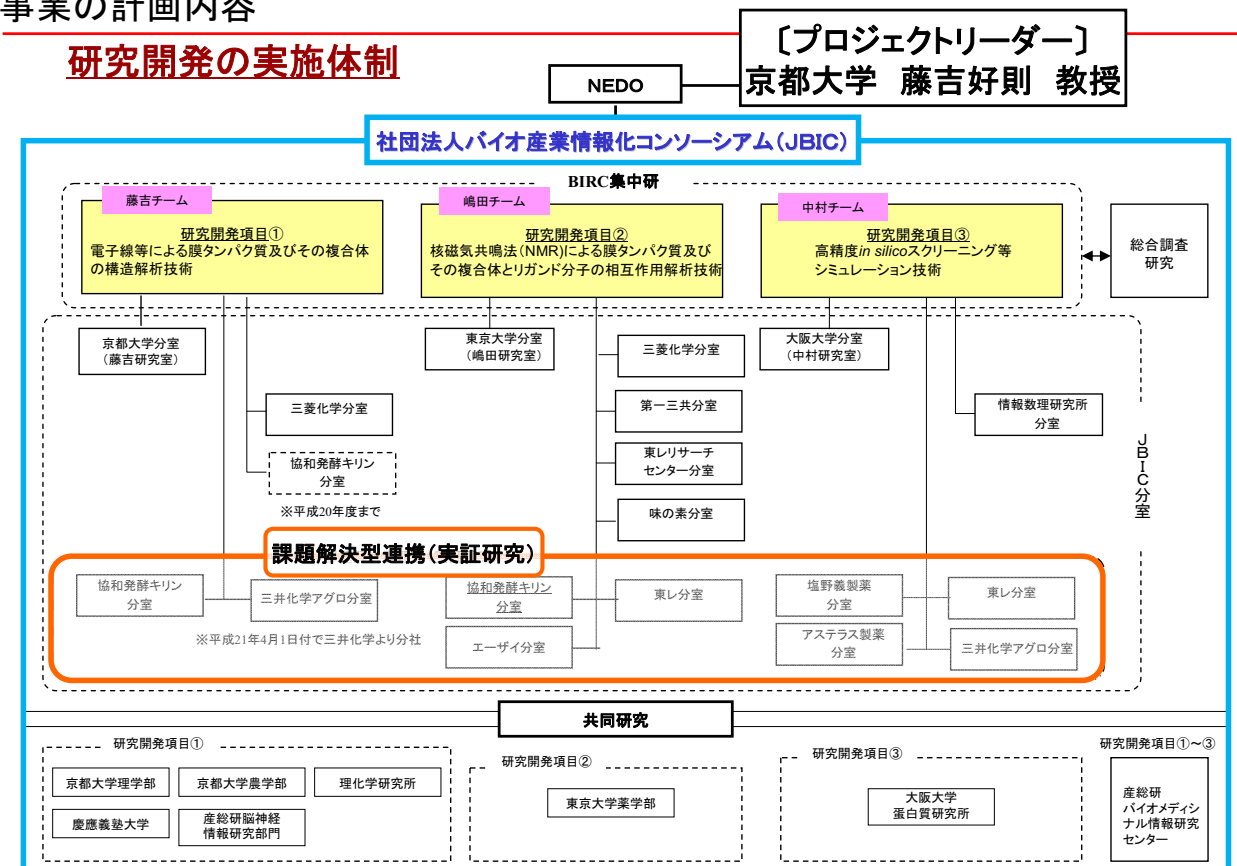 事業の計画内容
研究開発の実施体制
〔プロジェクトリーダー〕
京都大学 藤吉好則 教授
NEDO
社団法人バイオ産業情報化コンソーシアム(JBIC)
BIRC集中研
藤吉チーム
研究開発項目①
電子線等による膜タンパク質及びその複合体
の構造解析技術
嶋田チーム
研究開発項目②
核磁気共鳴法(NMR)による膜タンパク質及び
その複合体とリガンド分子の相互作用解析技術
中村チーム
研究開発項目③
高精度in silicoスクリーニング等
シミュレーション技術
総合調査
研究
京都大学分室
(藤吉研究室)
東京大学分室
(嶋田研究室)
大阪大学分室
(中村研究室)
三菱化学分室
協和発酵キリン
分室
※平成20年度まで
三菱化学分室
第一三共分室
東レリサーチ
センター分室
味の素分室
情報数理研究所
分室
JBIC分室
課題解決型連携(実証研究)
協和発酵キリン
分室
三井化学アグロ分室
※平成21年4月1日付で三井化学より分社
協和発酵キリン
分室
東レ分室
エーザイ分室
塩野義製薬
分室
東レ分室
アステラス製薬
分室
三井化学アグロ分室
共同研究
研究開発項目①
京都大学理学部
京都大学農学部
理化学研究所
慶應義塾大学
産総研脳神経
情報研究部門
研究開発項目②
東京大学薬学部
研究開発項目③
大阪大学
蛋白質研究所
研究開発項目①~③
産総研
バイオメディシ
ナル情報研究
センター